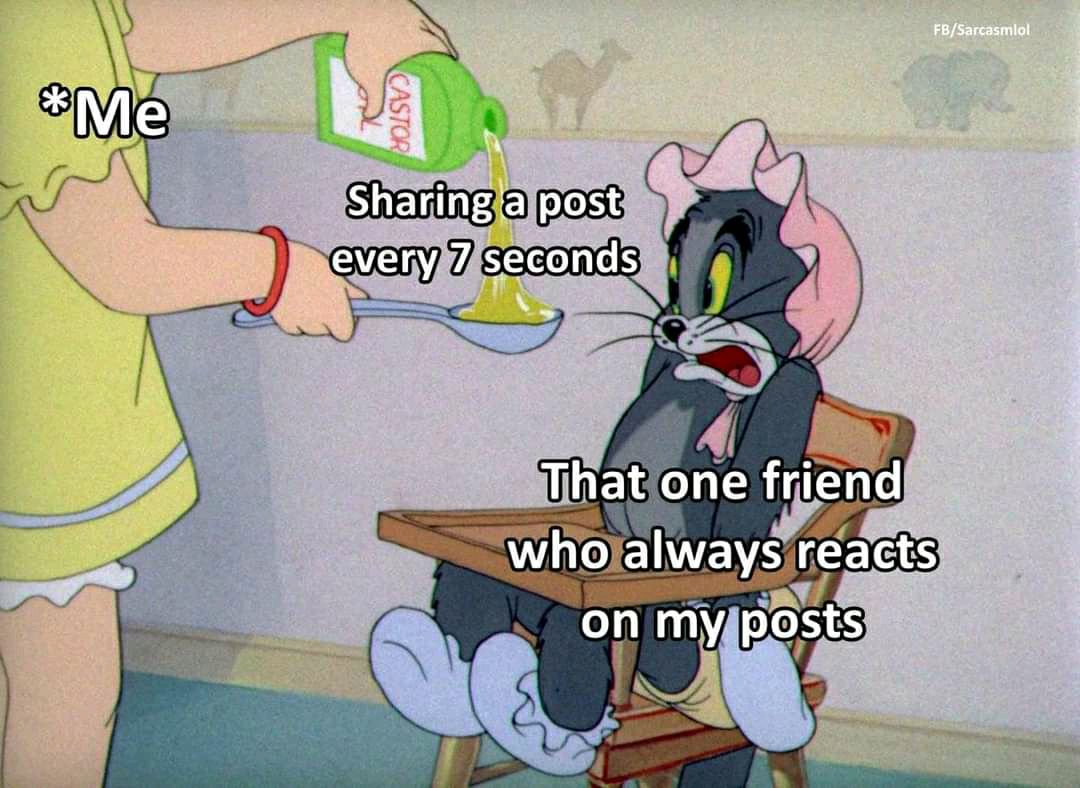 FB/Sarcasmlol
*Me
CASTOR
OIL
Sharing a post
every 7 seconds
That one friend
who always reacts
on my posts